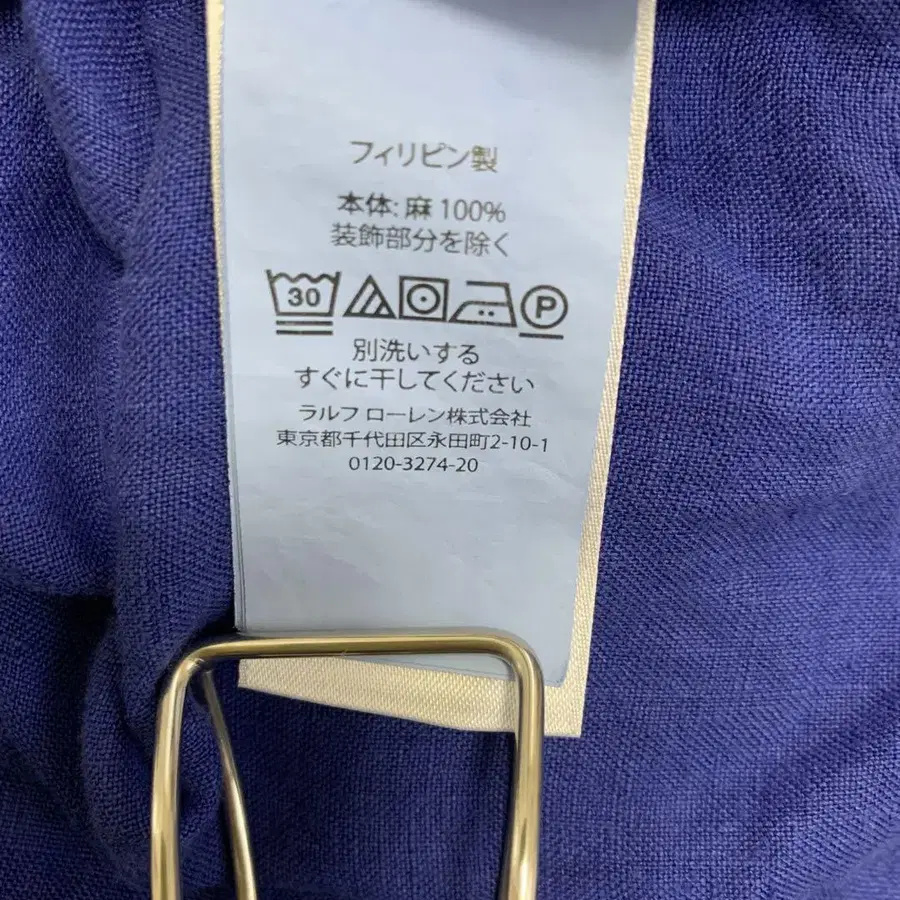 フィリピン製
本体: 麻 100%
装飾部分を除く
30 P
別洗いする
すぐに干してください
ラルフ ローレン株式会社
東京都千代田区永田町2-10-1
0120-3274-20